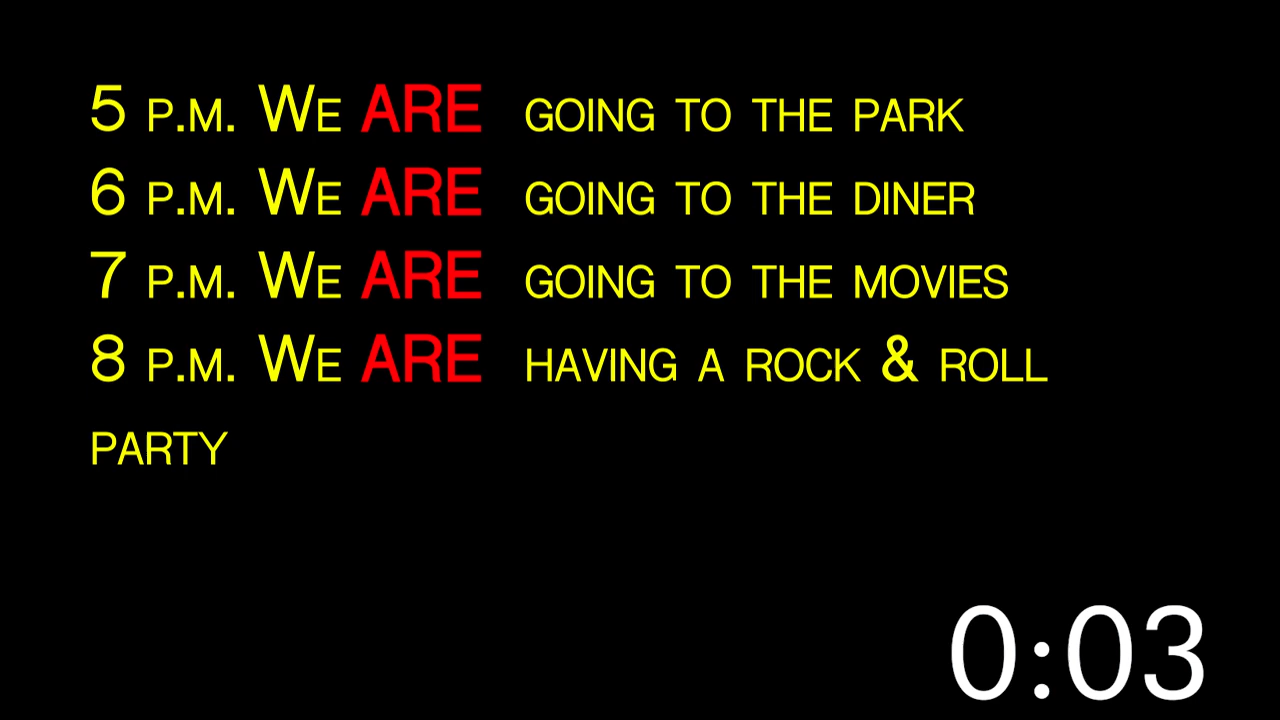 5 P.M. WE ARE GOING TO THE PARK
6 P.M. WE ARE GOING TO THE DINER
7 P.M. WE ARE GOING TO THE MOVIES
8 P.M. WE ARE HAVING A ROCK & ROLL
PARTY
0:03